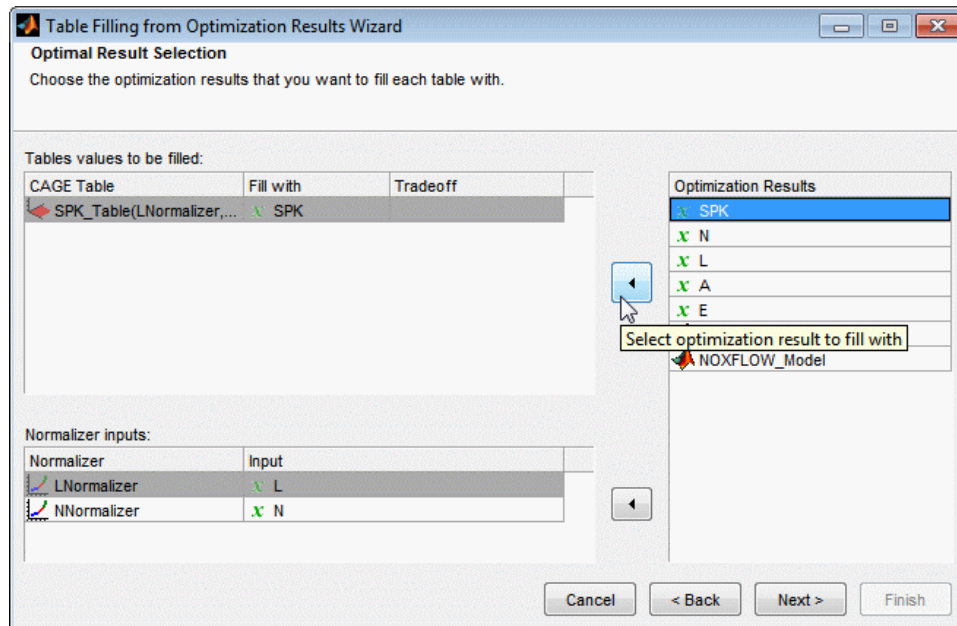 Table Filling from Optimization Results Wizard
Optimal Result Selection
Choose the optimization results that you want to fill each table with.
Tables values to be filled:
CAGE Table Fill with Tradeoff
SPK_Table(LNormalizer,... x SPK
Optimization Results
x SPK
x N
x L
x A
x E
Select optimization result to fill with
NOXFLOW_Model
Normalizer inputs:
Normalizer Input
LNormalizer x L
NNormalizer x N
Cancel < Back Next > Finish